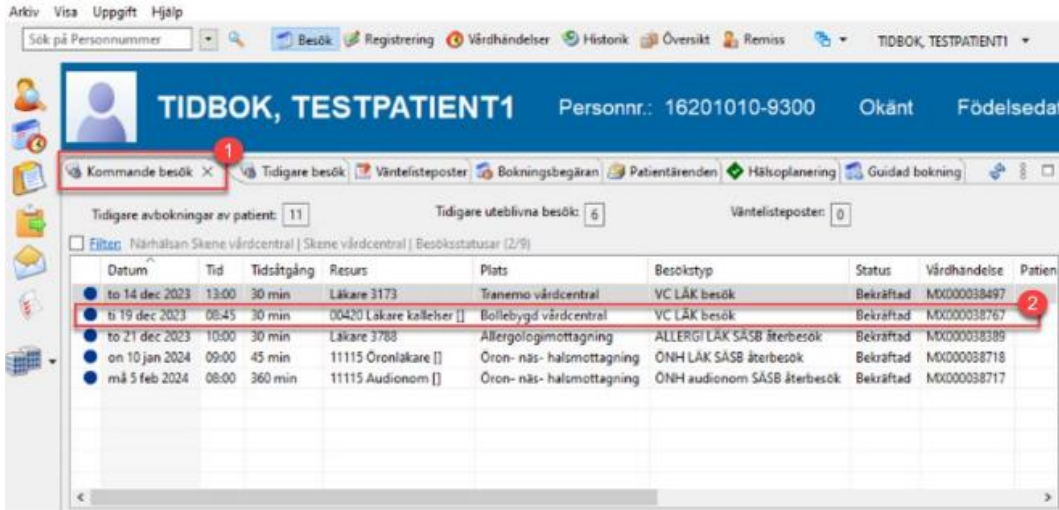 Arkiv Visa Uppgift Hjälp
Sök på Personnummer Besök Registrering Vårdhändelser Historik Översikt Remiss TIDBOK, TESTPATIENT1
TIDBOK, TESTPATIENT1 Personnr.: 16201010-9300 Okänt Födelsedat
1
Kommande besök Tidigare besök Väntelisteposter Bokningsbegäran Patientärenden Hälsoplanering Guidad bokning
Tidigare avbokningar av patient: 11 Tidigare uteblivna besök: 6 Väntelisteposter: 0
Filter: Närhälsan Skene vårdcentral | Skene vårdcentral | Besöksstatusar (2/9)
Datum Tid Tidsåtgång Resurs Plats Besökstyp Status Vårdhändelse Patien
to 14 dec 2023 13:00 30 min Läkare 3173 Tranemo vårdcentral VC LÄK besök Bekräftad MX000038497
2
ti 19 dec 2023 08:45 30 min 00420 Läkare kallelser [] Bollebygd vårdcentral VC LÄK besök Bekräftad MX000038767
to 21 dec 2023 10:00 30 min Läkare 3788 Allergologimottagning ALLERGI LÄK SÄSB återbesök Bekräftad MX000038389
on 10 jan 2024 09:00 45 min 11115 Öronläkare [] Öron- näs- halsmottagning ÖNH LÄK SÄSB återbesök Bekräftad MX000038718
må 5 feb 2024 08:00 360 min 11115 Audionom [] Öron- näs- halsmottagning ÖNH audionom SÄSB återbesök Bekräftad MX000038717